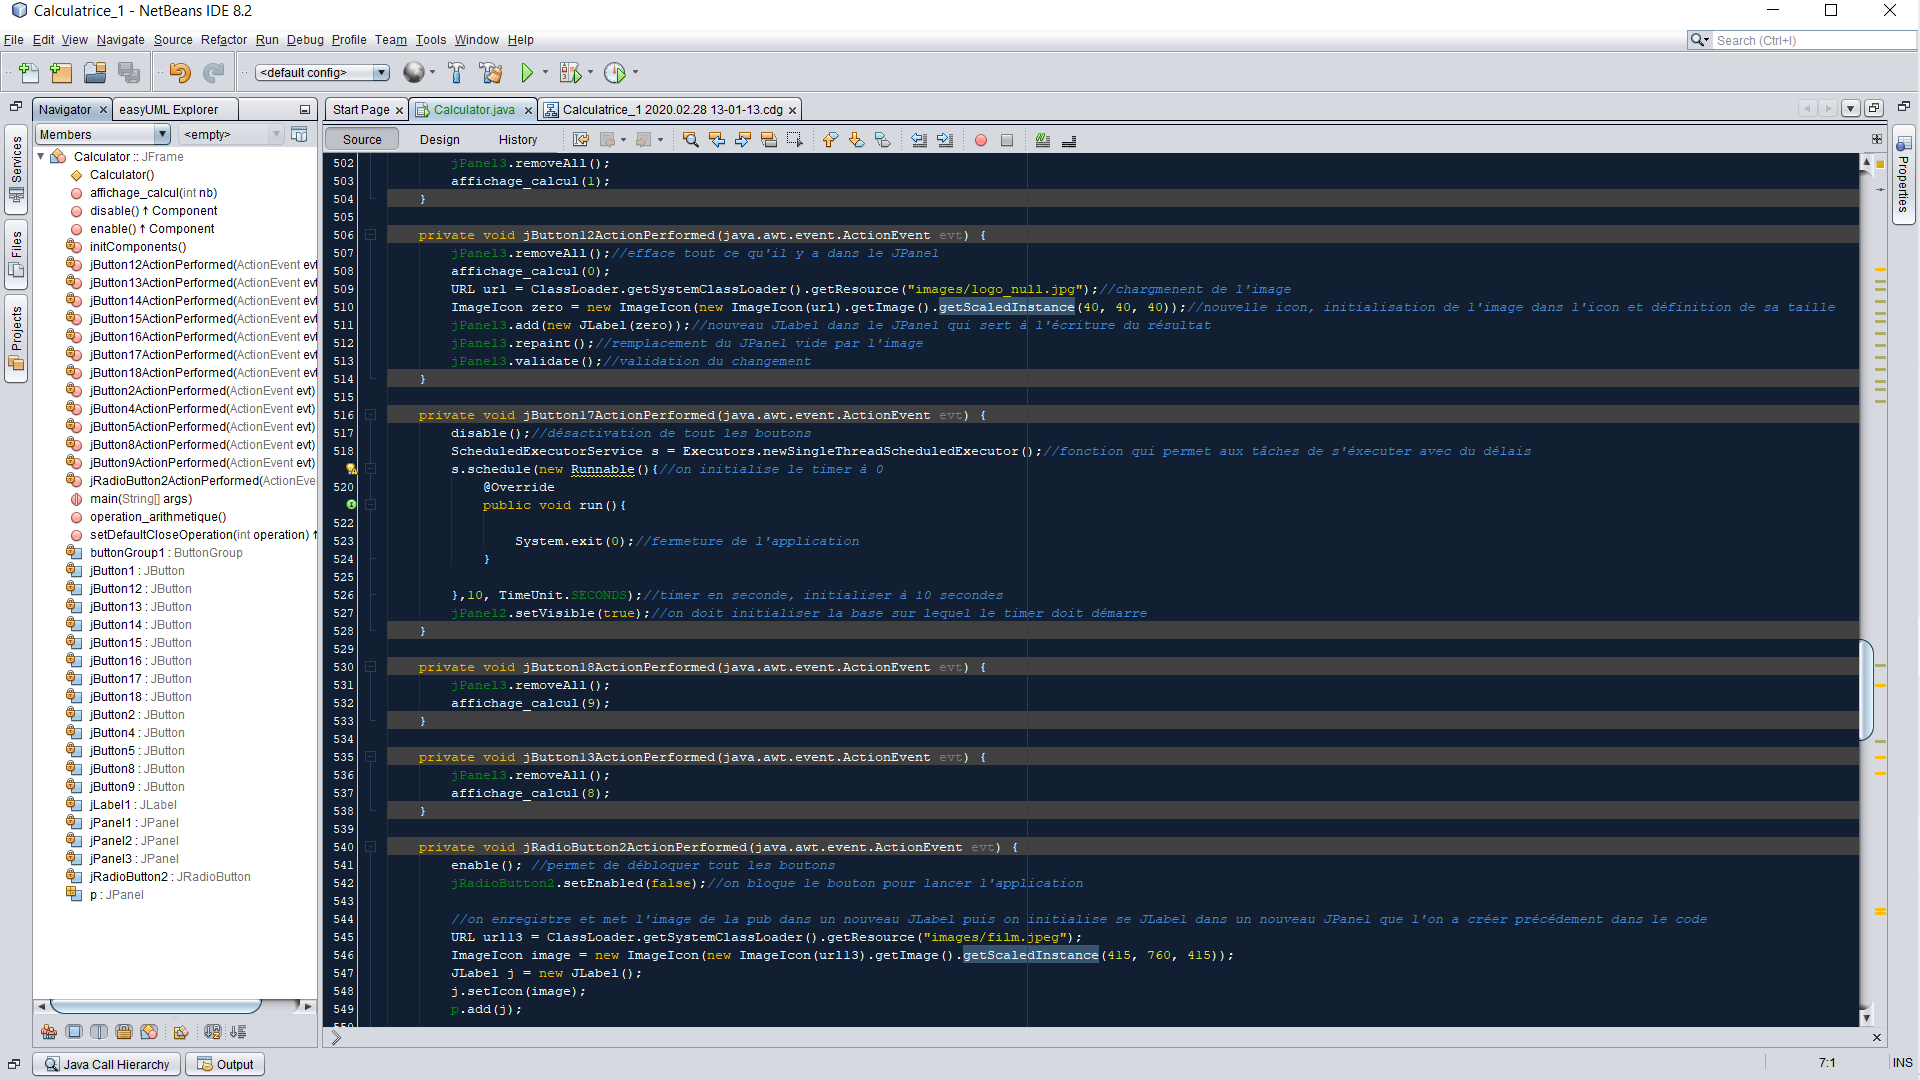 Calculatrice_1 - NetBeans IDE 8.2
File Edit View Navigate Source Refactor Run Debug Profile Team Tools Window Help
Search (Ctrl+I)
<default config>
Navigator easyUML Explorer
Start Page Calculator.java Calculatrice_1 2020.02.28 13-01-13.cdg
Members <empty>
Source Design History
Services
Files
Projects
Properties
Calculator :: JFrame
Calculator()
affichage_calcul(int nb)
disable() ↑ Component
enable() ↑ Component
initComponents()
jButton12ActionPerformed(ActionEvent evt
jButton13ActionPerformed(ActionEvent evt
jButton14ActionPerformed(ActionEvent evt
jButton15ActionPerformed(ActionEvent evt
jButton16ActionPerformed(ActionEvent evt
jButton17ActionPerformed(ActionEvent evt
jButton18ActionPerformed(ActionEvent evt
jButton2ActionPerformed(ActionEvent evt)
jButton4ActionPerformed(ActionEvent evt)
jButton5ActionPerformed(ActionEvent evt)
jButton8ActionPerformed(ActionEvent evt)
jButton9ActionPerformed(ActionEvent evt)
jRadioButton2ActionPerformed(ActionEve
main(String[] args)
operation_arithmetique()
setDefaultCloseOperation(int operation) ↑
buttonGroup1 : ButtonGroup
jButton1 : JButton
jButton12 : JButton
jButton13 : JButton
jButton14 : JButton
jButton15 : JButton
jButton16 : JButton
jButton17 : JButton
jButton18 : JButton
jButton2 : JButton
jButton4 : JButton
jButton5 : JButton
jButton8 : JButton
jButton9 : JButton
jLabel1 : JLabel
jPanel1 : JPanel
jPanel2 : JPanel
jPanel3 : JPanel
jRadioButton2 : JRadioButton
p : JPanel
502 jPanel3.removeAll();
503 affichage_calcul(1);
504 }
505
506 private void jButton12ActionPerformed(java.awt.event.ActionEvent evt) {
507 jPanel3.removeAll();//efface tout ce qu'il y a dans le JPanel
508 affichage_calcul(0);
509 URL url = ClassLoader.getSystemClassLoader().getResource("images/logo_null.jpg");//chargmenent de l'image
510 ImageIcon zero = new ImageIcon(new ImageIcon(url).getImage().getScaledInstance(40, 40, 40));//nouvelle icon, initialisation de l'image dans l'icon et définition de sa taille
511 jPanel3.add(new JLabel(zero));//nouveau JLabel dans le JPanel qui sert à l'écriture du résultat
512 jPanel3.repaint();//remplacement du JPanel vide par l'image
513 jPanel3.validate();//validation du changement
514 }
515
516 private void jButton17ActionPerformed(java.awt.event.ActionEvent evt) {
517 disable();//désactivation de tout les boutons
518 ScheduledExecutorService s = Executors.newSingleThreadScheduledExecutor();//fonction qui permet aux tâches de s'éxecuter avec du délais
s.schedule(new Runnable(){//on initialise le timer à 0
520 @Override
public void run(){
522
523 System.exit(0);//fermeture de l'application
524 }
525
526 },10, TimeUnit.SECONDS);//timer en seconde, initialiser à 10 secondes
527 jPanel2.setVisible(true);//on doit initialiser la base sur lequel le timer doit démarre
528 }
529
530 private void jButton18ActionPerformed(java.awt.event.ActionEvent evt) {
531 jPanel3.removeAll();
532 affichage_calcul(9);
533 }
534
535 private void jButton13ActionPerformed(java.awt.event.ActionEvent evt) {
536 jPanel3.removeAll();
537 affichage_calcul(8);
538 }
539
540 private void jRadioButton2ActionPerformed(java.awt.event.ActionEvent evt) {
541 enable(); //permet de débloquer tout les boutons
542 jRadioButton2.setEnabled(false);//on bloque le bouton pour lancer l'application
543
544 //on enregistre et met l'image de la pub dans un nouveau JLabel puis on initialise se JLabel dans un nouveau JPanel que l'on a créer précédement dans le code
545 URL url13 = ClassLoader.getSystemClassLoader().getResource("images/film.jpeg");
546 ImageIcon image = new ImageIcon(new ImageIcon(url13).getImage().getScaledInstance(415, 760, 415));
547 JLabel j = new JLabel();
548 j.setIcon(image);
549 p.add(j);
Java Call Hierarchy Output
7:1 INS